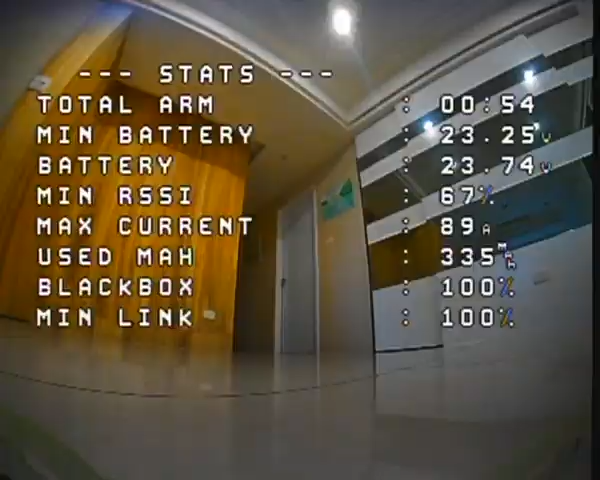 --- STATS ---
TOTAL ARM : 00:54
MIN BATTERY : 23.25V
BATTERY : 23.74V
MIN RSSI : 67%
MAX CURRENT : 89A
USED MAH : 335mAh
BLACKBOX : 100%
MIN LINK : 100%